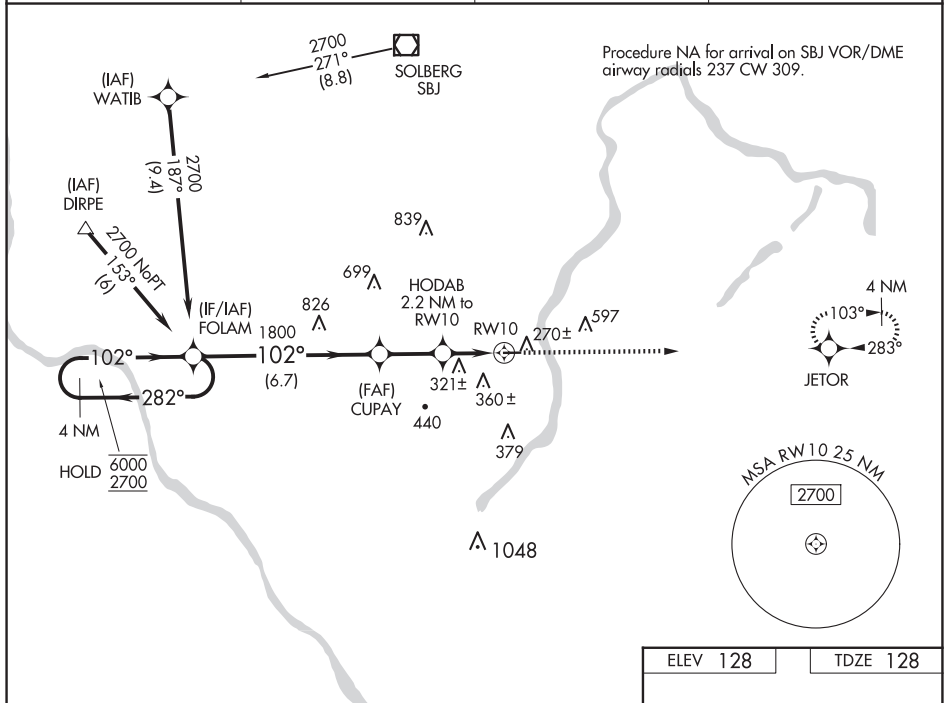 2700
271°
(8.8)
SOLBERG
SBJ
Procedure NA for arrival on SBJ VOR/DME
airway radials 237 CW 309.
(IAF)
WATIB
2700
187°
(9.4)
(IAF)
DIRPE
2700 NoPT
153°
(6)
839
699
826
HODAB
2.2 NM to
RW10
(IF/IAF)
FOLAM
1800
102°
(6.7)
RW10
270±
597
4 NM
103°
283°
JETOR
102°
282°
4 NM
HOLD
6000
2700
(FAF)
CUPAY
321±
360±
440
379
1048
MSA RW10 25 NM
2700
ELEV 128
TDZE 128